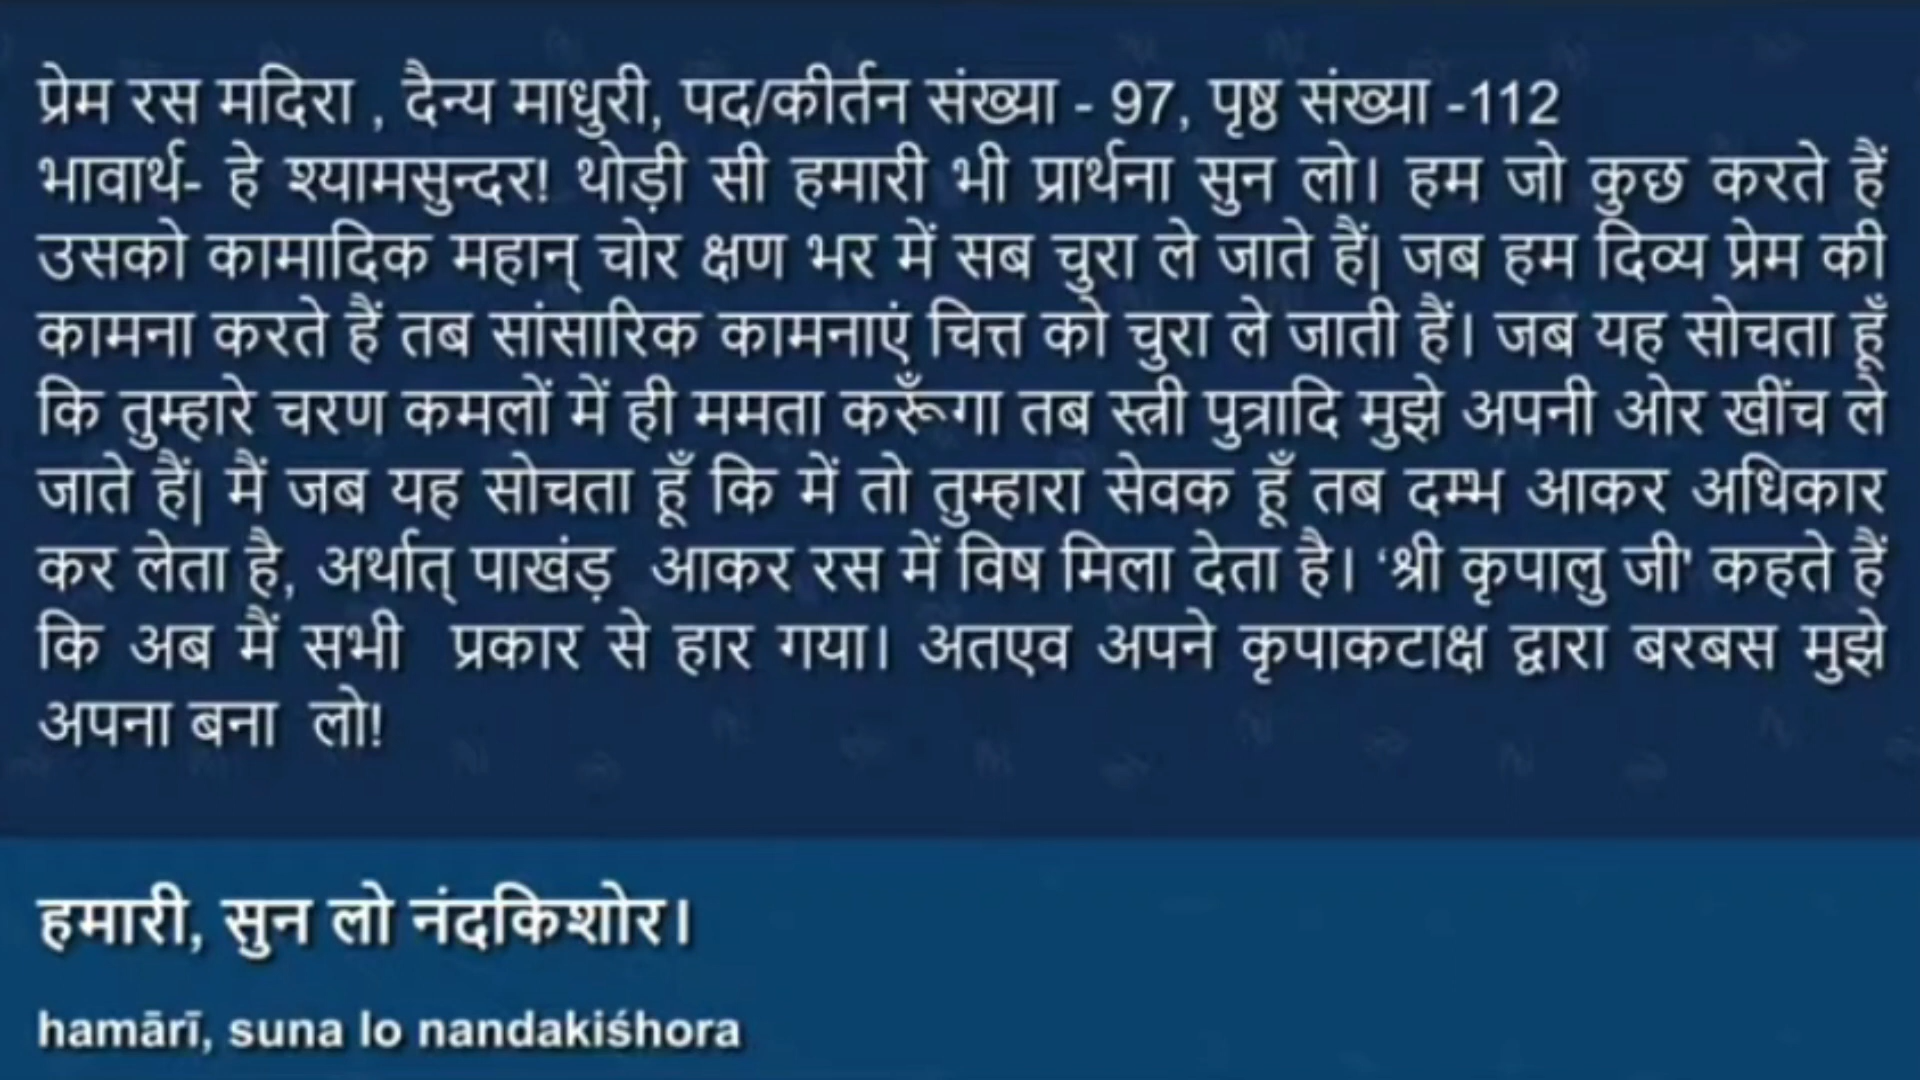 प्रेम रस मदिरा , दैन्य माधुरी, पद/कीर्तन संख्या - 97, पृष्ठ संख्या -112
भावार्थ- हे श्यामसुन्दर! थोड़ी सी हमारी भी प्रार्थना सुन लो। हम जो कुछ करते हैं
उसको कामादिक महान् चोर क्षण भर में सब चुरा ले जाते हैं| जब हम दिव्य प्रेम की
कामना करते हैं तब सांसारिक कामनाएं चित्त को चुरा ले जाती हैं। जब यह सोचता हूँ
कि तुम्हारे चरण कमलों में ही ममता करूँगा तब स्त्री पुत्रादि मुझे अपनी ओर खींच ले
जाते हैं| मैं जब यह सोचता हूँ कि में तो तुम्हारा सेवक हूँ तब दम्भ आकर अधिकार
कर लेता है, अर्थात् पाखंड़ आकर रस में विष मिला देता है। ‘श्री कृपालु जी' कहते हैं
कि अब मैं सभी प्रकार से हार गया। अतएव अपने कृपाकटाक्ष द्वारा बरबस मुझे
अपना बना लो!
हमारी, सुन लो नंदकिशोर।
hamārī, suna lo nandakiśhora